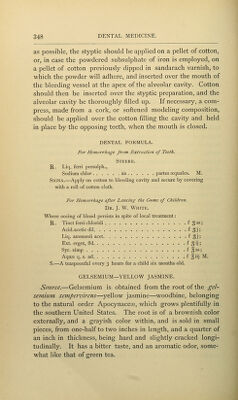 348 DENTAL MEDICINE.
as possible, the styptic should be applied on a pellet of cotton,
or, in case the powdered subsulphate of iron is employed, on
a pellet of cotton previously dipped in sandarach varnish, to
which the powder will adhere, and inserted over the mouth of
the bleeding vessel at the apex of the alveolar cavity. Cotton
should then be inserted over the styptic preparation, and the
alveolar cavity be thoroughly filled up. If necessary, a com-
press, made from a cork, or softened modeling composition,
should be applied over the cotton filling the cavity and held
in place by the opposing teeth, when the mouth is closed.
DENTAL FORMULA.
For Hemorrhage from Extraction of Teeth.
℞. Liq. ferri persulph.,
Sodium chlor . . . . . āā . . . . . partes equales. M.
SIGNA.—Apply on cotton to bleeding cavity and secure by covering
with a roll of cotton cloth.
For Hemorrhage after Lancing the Gums of Children.
DR. J. W. WHITE.
Where oozing of blood persists in spite of local treatment:
℞. Tinct ferri chloridi
Acid.acetic dil.
Liq. ammonii acet.
Ext. ergot, fld.
Syr. simp
Aquæ q. s. ad. M
S.—A teaspoonful every 3 hours for a child six months old.
GELSEMIUM—YELLOW JASMINE.
Source.—Gelsemium is obtained from the root of the gel-
semium sempervirens—yellow jasmine—woodbine, belonging
to the natural order Apocynaceæ, which grows plentifully in
the southern United States. The root is of a brownish color
externally, and a grayish color within, and is sold in small
pieces, from one-half to two inches in length, and a quarter of
an inch in thickness, being hard and slightly cracked longi-
tudinally. It has a bitter taste, and an aromatic odor, some-
what like that of green tea.